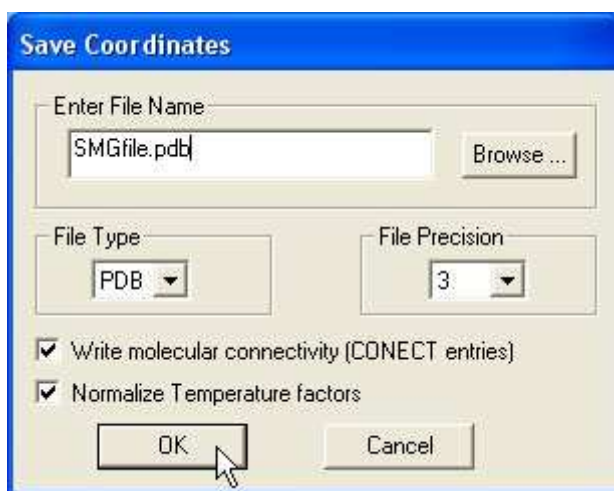 Save Coordinates
Enter File Name
SMGfile.pdb
Browse ...
File Type
File Precision
PDB
3
Write molecular connectivity (CONECT entries)
Normalize Temperature factors
OK
Cancel